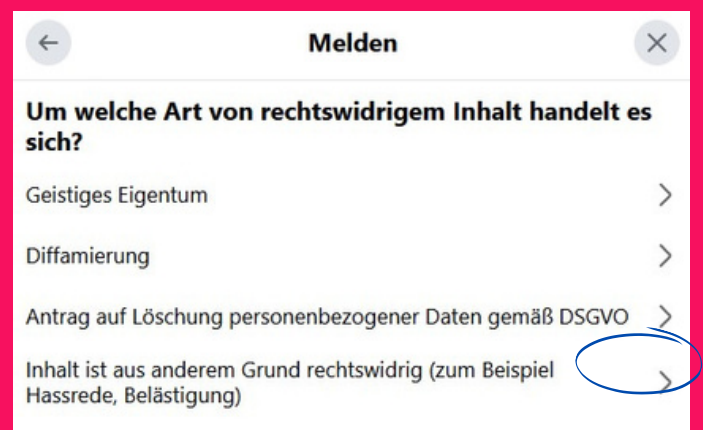 Melden
Um welche Art von rechtswidrigem Inhalt handelt es
sich?
Geistiges Eigentum
Diffamierung
Antrag auf Löschung personenbezogener Daten gemäß DSGVO
Inhalt ist aus anderem Grund rechtswidrig (zum Beispiel
Hassrede, Belästigung)